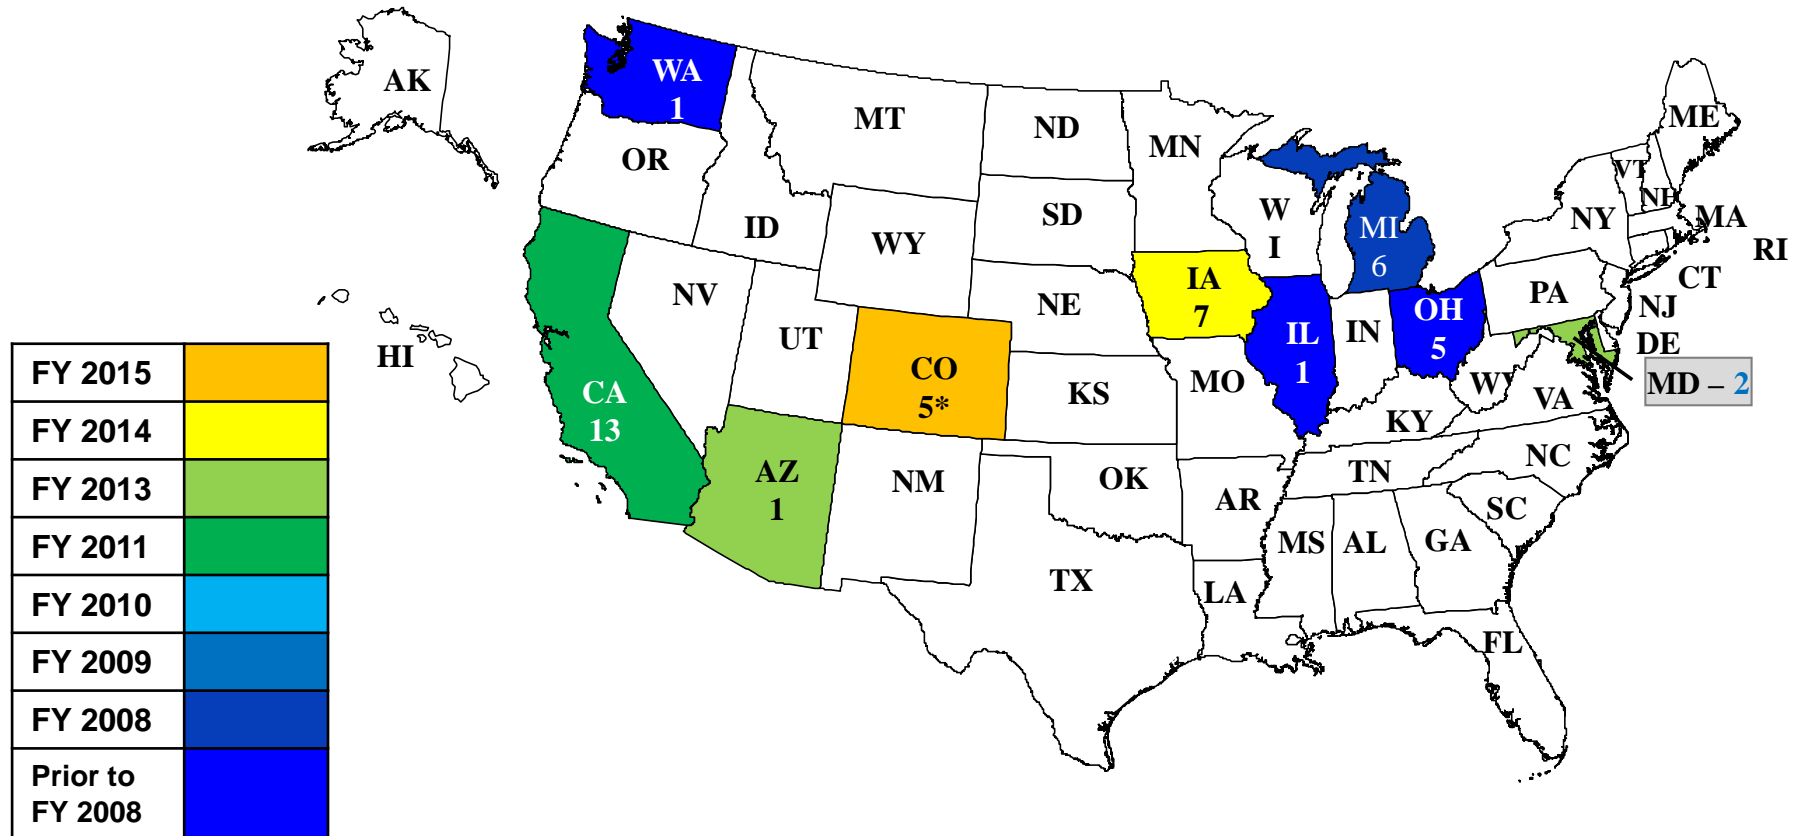 AK
WA
1
MT
ND
MN
ME
OR
VT
NH
ID
WY
SD
W
I
MI
6
NY
MA
RI
CT
NV
UT
NE
IA
7
IL
1
IN
OH
5
PA
NJ
DE
MD – 2
HI
CA
13
CO
5*
KS
MO
WV
VA
KY
AZ
1
NM
OK
AR
TN
NC
SC
MS
AL
GA
TX
LA
FL
FY 2015
FY 2014
FY 2013
FY 2011
FY 2010
FY 2009
FY 2008
Prior to
FY 2008